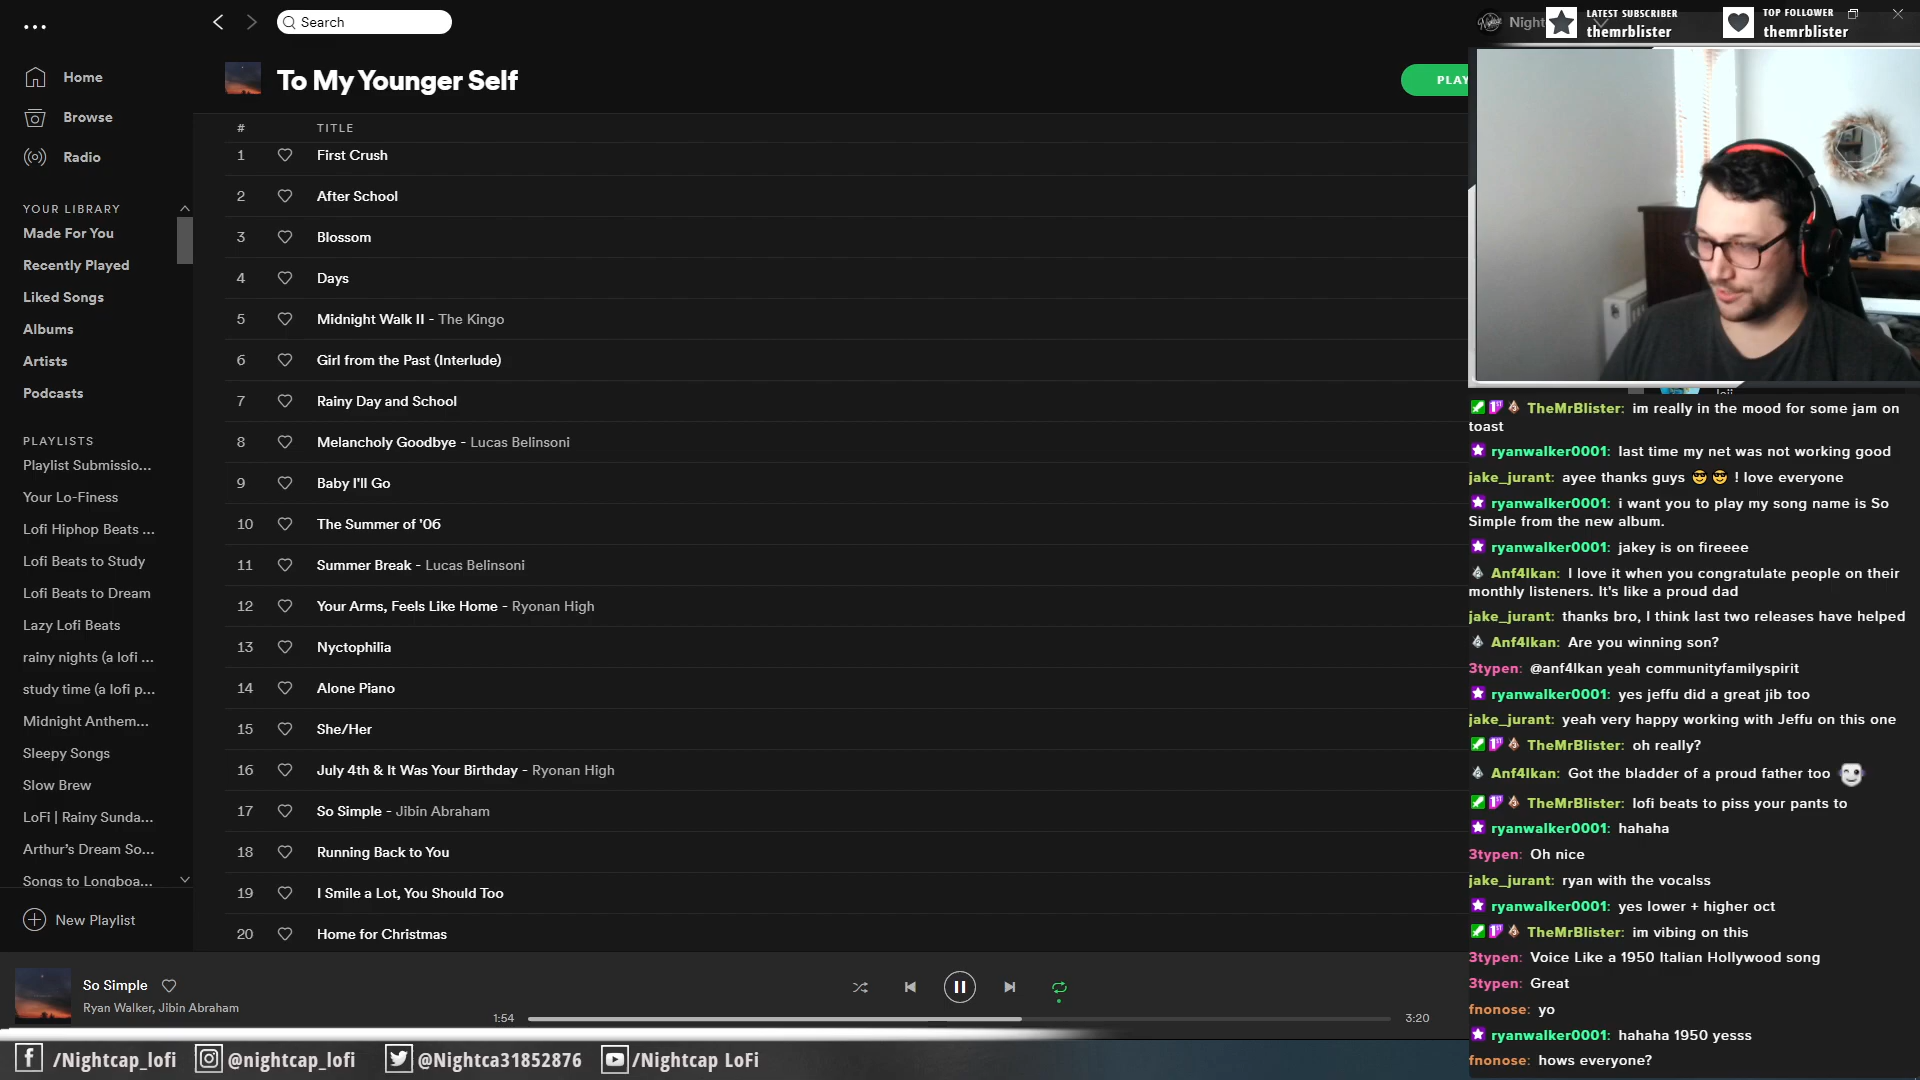 Search
Night
LATEST SUBSCRIBER
themrblister
TOP FOLLOWER
themrblister
Home
Browse
Radio
YOUR LIBRARY
Made For You
Recently Played
Liked Songs
Albums
Artists
Podcasts
PLAYLISTS
Playlist Submissio...
Your Lo-Finess
Lofi Hiphop Beats ...
Lofi Beats to Study
Lofi Beats to Dream
Lazy Lofi Beats
rainy nights (a lofi ...
study time (a lofi p...
Midnight Anthem...
Sleepy Songs
Slow Brew
LoFi | Rainy Sunda...
Arthur's Dream So...
Songs to Longboa...
New Playlist
To My Younger Self
PLAY
# TITLE
1 First Crush
2 After School
3 Blossom
4 Days
5 Midnight Walk II - The Kingo
6 Girl from the Past (Interlude)
7 Rainy Day and School
8 Melancholy Goodbye - Lucas Belinsoni
9 Baby I'll Go
10 The Summer of '06
11 Summer Break - Lucas Belinsoni
12 Your Arms, Feels Like Home - Ryonan High
13 Nyctophilia
14 Alone Piano
15 She/Her
16 July 4th & It Was Your Birthday - Ryonan High
17 So Simple - Jibin Abraham
18 Running Back to You
19 I Smile a Lot, You Should Too
20 Home for Christmas
TheMrBlister: im really in the mood for some jam on
toast
ryanwalker0001: last time my net was not working good
jake_jurant: ayee thanks guys 😎 😎 ! love everyone
ryanwalker0001: i want you to play my song name is So
Simple from the new album.
ryanwalker0001: jakey is on fireeee
Anf4lkan: I love it when you congratulate people on their
monthly listeners. It's like a proud dad
jake_jurant: thanks bro, I think last two releases have helped
Anf4lkan: Are you winning son?
3typen: @anf4lkan yeah communityfamilyspirit
ryanwalker0001: yes jeffu did a great jib too
jake_jurant: yeah very happy working with Jeffu on this one
TheMrBlister: oh really?
Anf4lkan: Got the bladder of a proud father too
TheMrBlister: lofi beats to piss your pants to
ryanwalker0001: hahaha
3typen: Oh nice
jake_jurant: ryan with the vocalss
ryanwalker0001: yes lower + higher oct
TheMrBlister: im vibing on this
3typen: Voice Like a 1950 Italian Hollywood song
3typen: Great
fnonose: yo
ryanwalker0001: hahaha 1950 yesss
fnonose: hows everyone?
So Simple
Ryan Walker, Jibin Abraham
1:54
3:20
/Nightcap_lofi
@nightcap_lofi
@Nightca31852876
/Nightcap LoFi